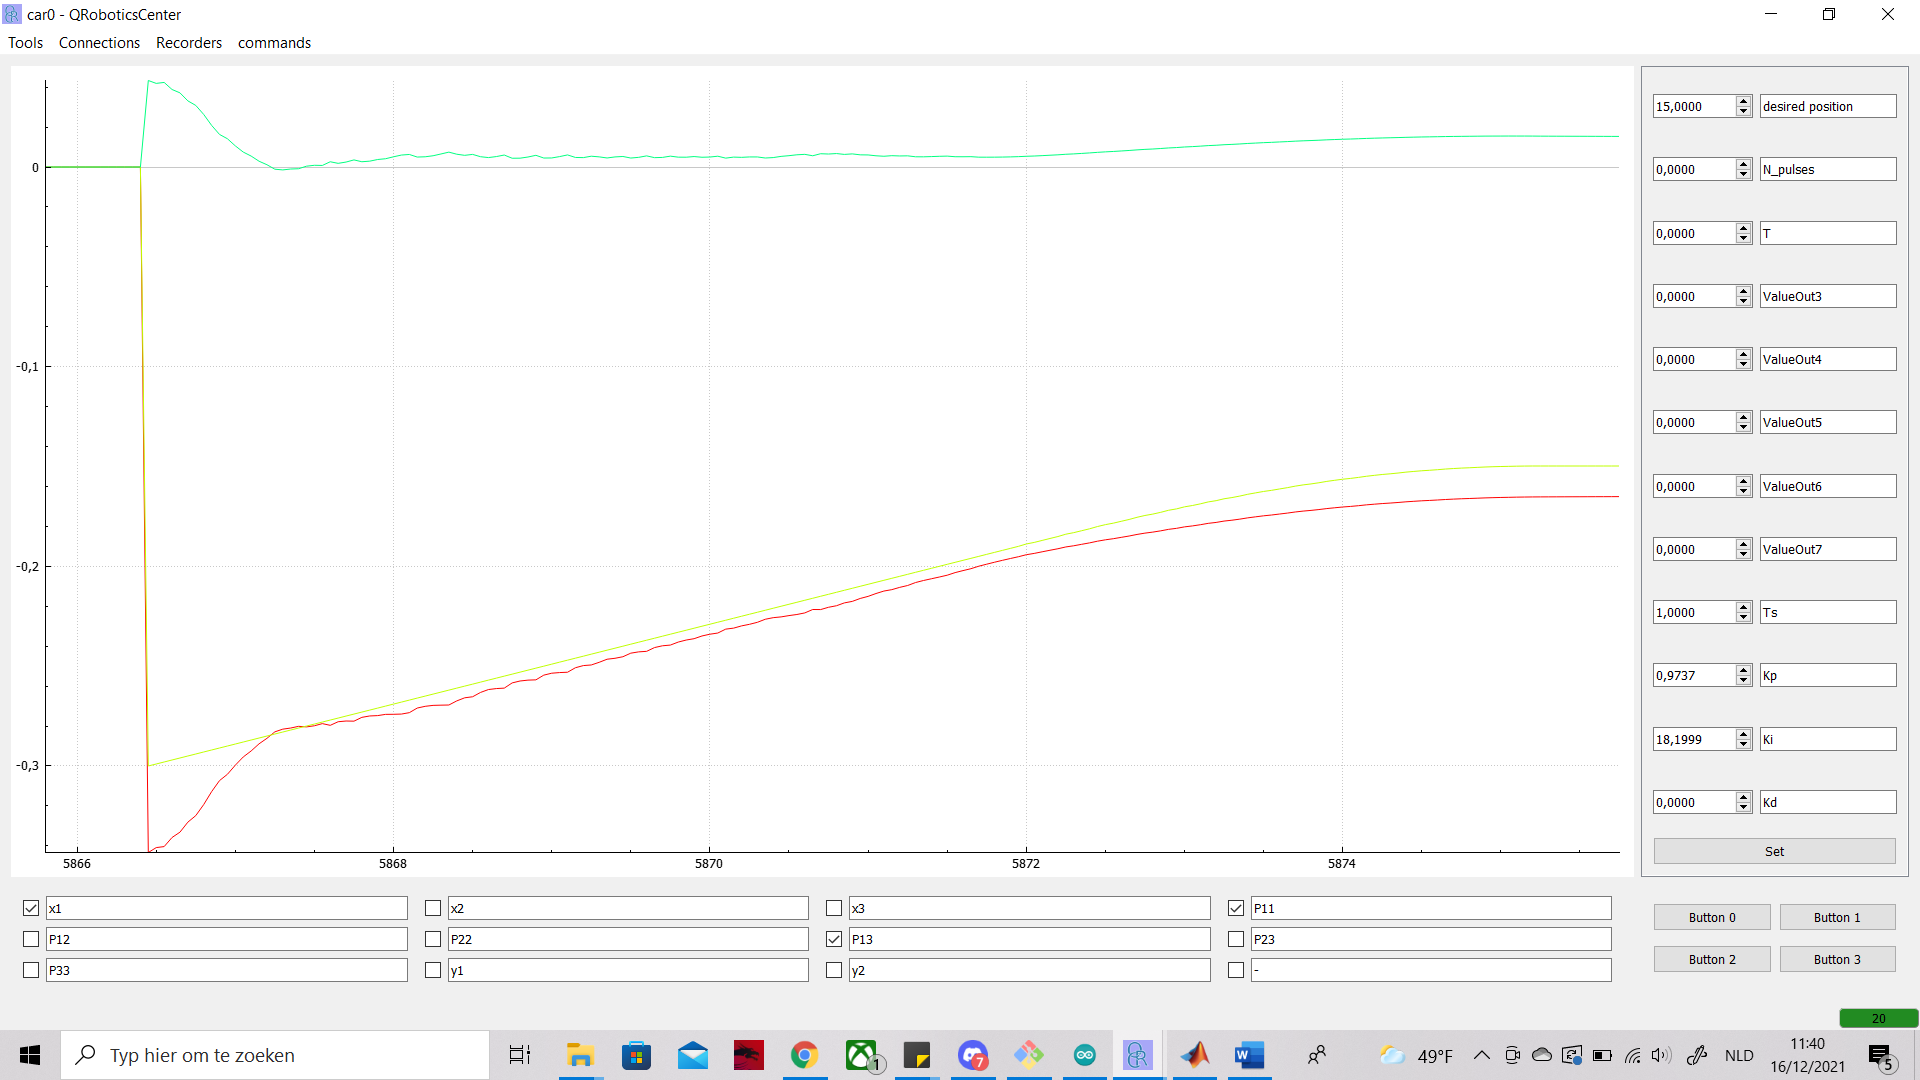 car0 - QRoboticsCenter
Tools Connections Recorders commands
0
-0,1
-0,2
-0,3
5866 5868 5870 5872 5874
15,0000 desired position
0,0000 N_pulses
0,0000 T
0,0000 ValueOut3
0,0000 ValueOut4
0,0000 ValueOut5
0,0000 ValueOut6
0,0000 ValueOut7
1,0000 Ts
0,9737 Kp
18,1999 Ki
0,0000 Kd
Set
x1 x2 x3 P11
P12 P22 P13 P23
P33 y1 y2 -
Button 0 Button 1
Button 2 Button 3
20
Typ hier om te zoeken
1
7
49°F
NLD
11:40
16/12/2021
5